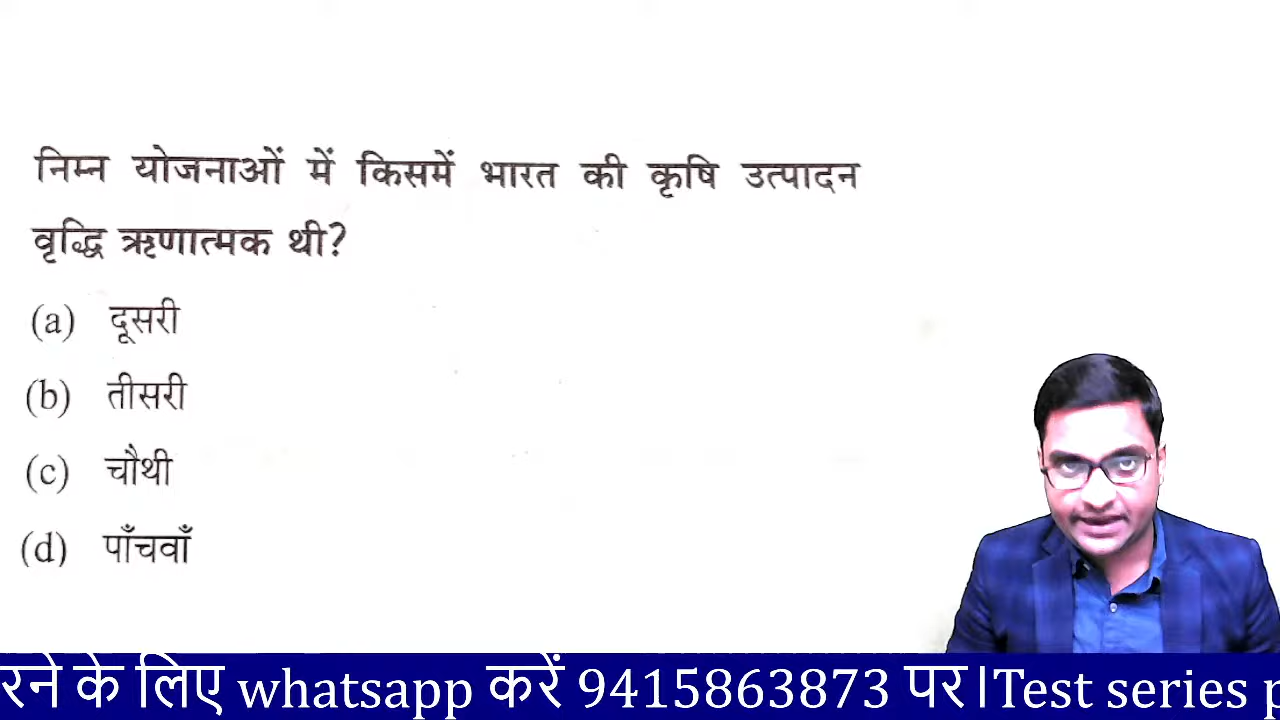 निम्न योजनाओं में किसमें भारत की कृषि उत्पादन
वृद्धि ऋणात्मक थी?
(a) दूसरी
(b) तीसरी
(c) चौथी
(d) पाँचवाँ
रने के लिए whatsapp करें 9415863873 पर।Test series p